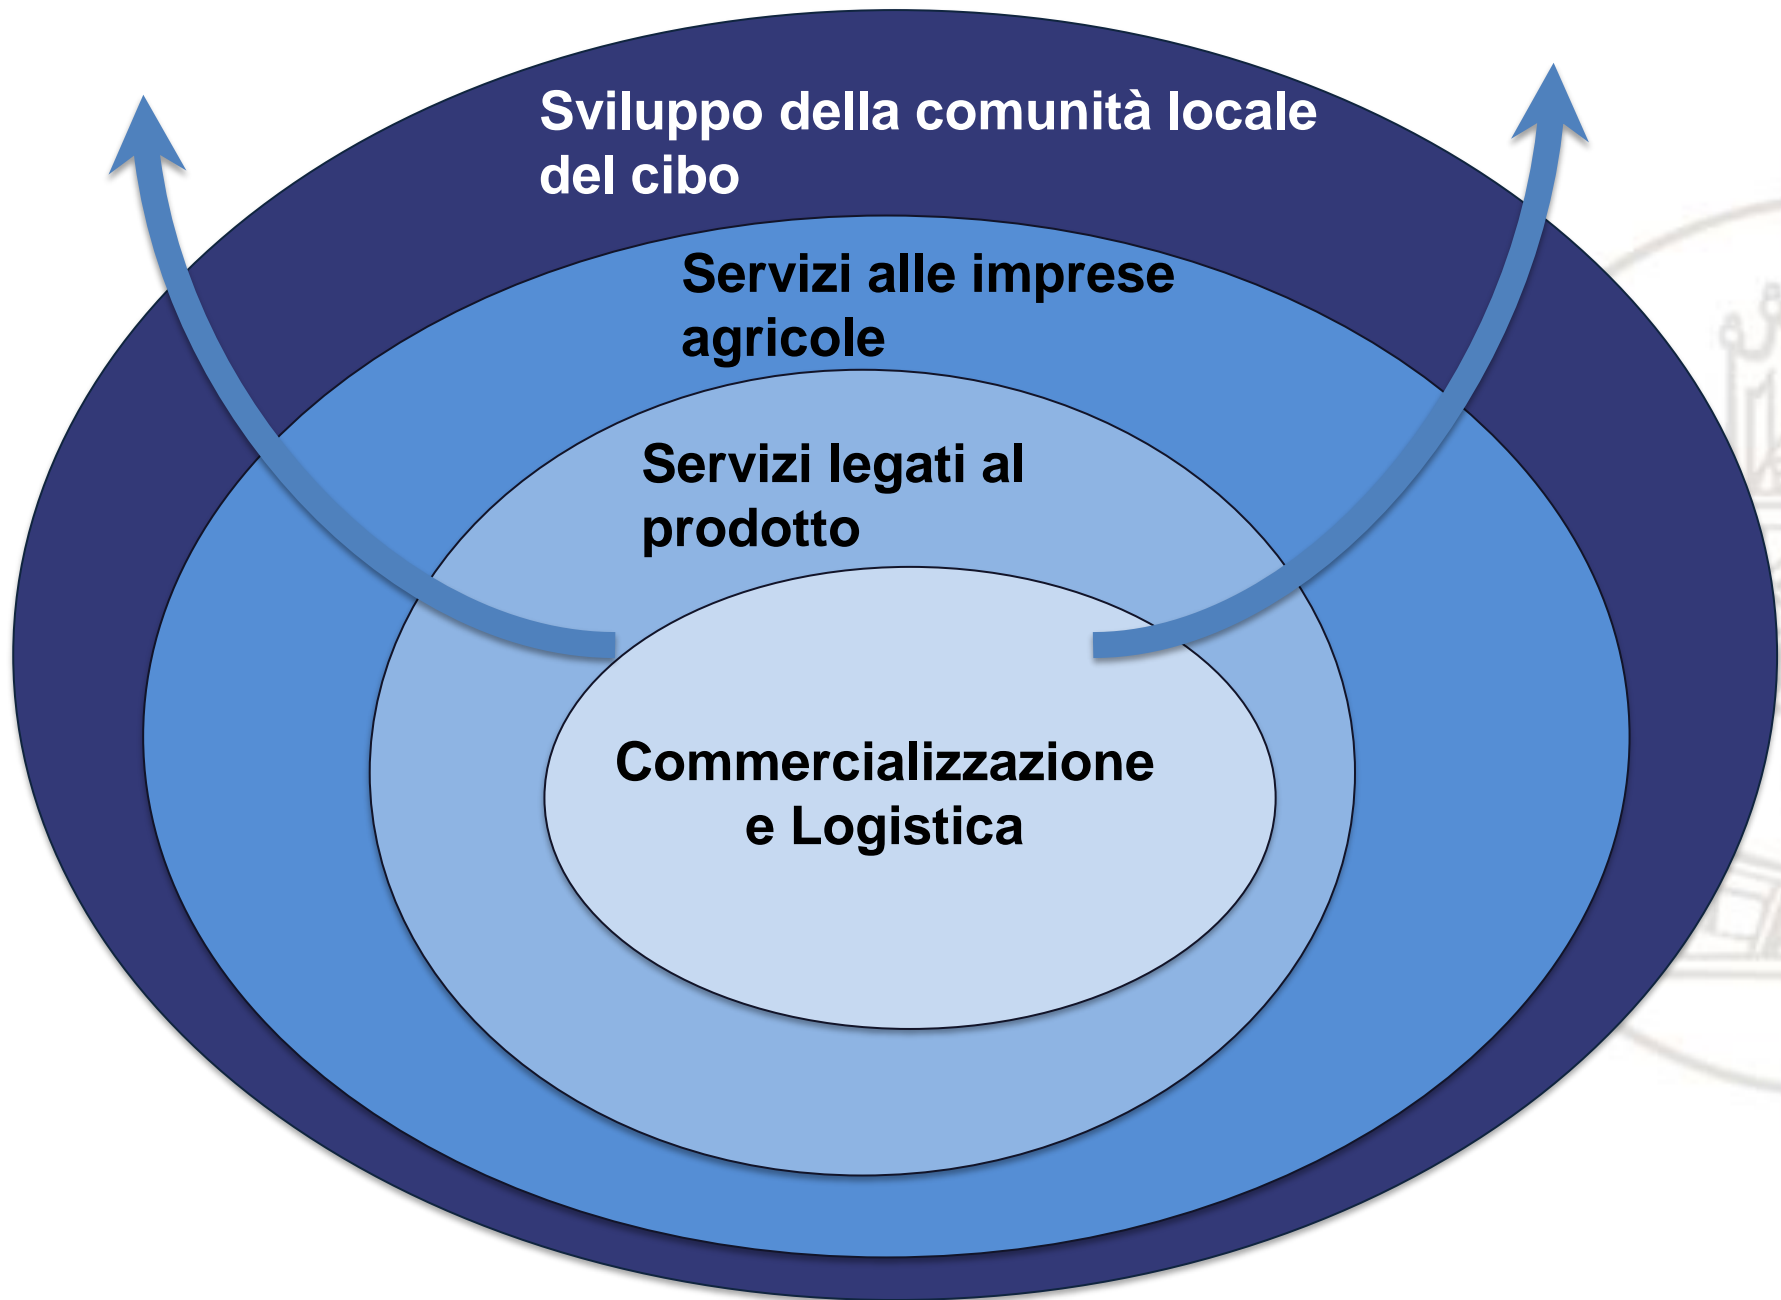 Sviluppo della comunità locale
del cibo
Servizi alle imprese
agricole
Servizi legati al
prodotto
Commercializzazione
e Logistica